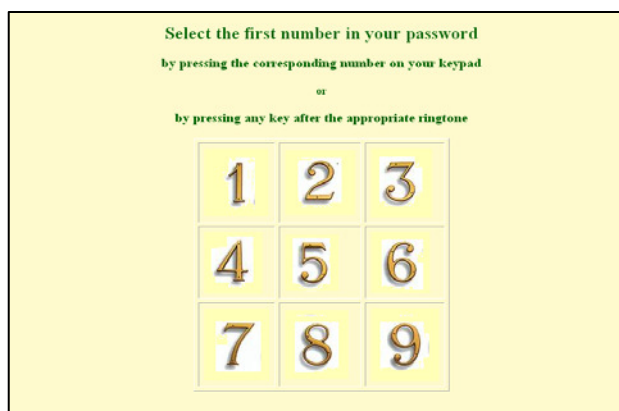 Select the first number in your password
by pressing the corresponding number on your keypad
or
by pressing any key after the appropriate ringtone
1 2 3
4 5 6
7 8 9